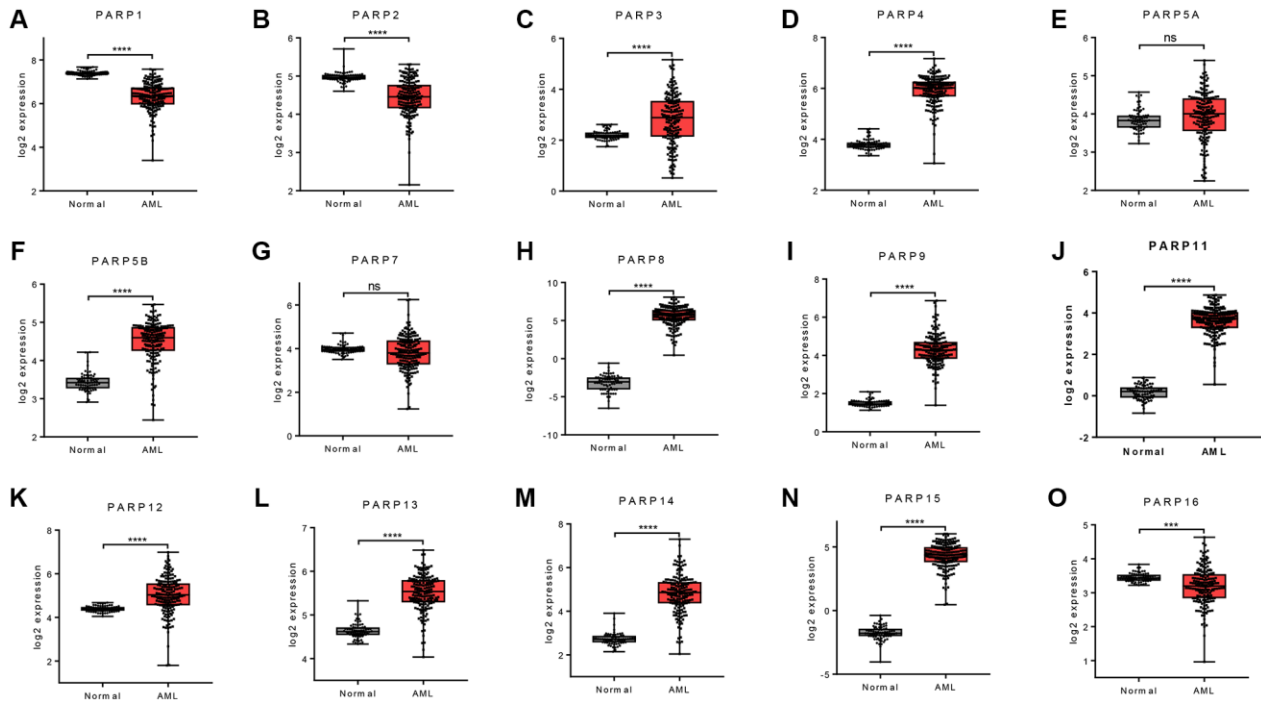 A
PARP1
****
log2 expression
8
6
4
2
Normal
AML
B
PARP2
****
log2 expression
6
5
4
3
2
Normal
AML
C
PARP3
****
log2 expression
6
4
2
0
Normal
AML
D
PARP4
****
log2 expression
8
6
4
2
Normal
AML
E
PARP5A
ns
log2 expression
6
5
4
3
2
Normal
AML
F
PARP5B
****
log2 expression
6
5
4
3
2
Normal
AML
G
PARP7
ns
log2 expression
6
4
2
0
Normal
AML
H
PARP8
****
log2 expression
10
5
0
-5
-10
Normal
AML
I
PARP9
****
log2 expression
8
6
4
2
0
Normal
AML
J
PARP11
****
log2 expression
6
4
2
0
-2
Normal
AML
K
PARP12
****
log2 expression
8
6
4
2
Normal
AML
L
PARP13
****
log2 expression
7
6
5
4
Normal
AML
M
PARP14
****
log2 expression
8
6
4
2
Normal
AML
N
PARP15
****
log2 expression
5
0
-5
Normal
AML
O
PARP16
***
log2 expression
5
4
3
2
1
Normal
AML